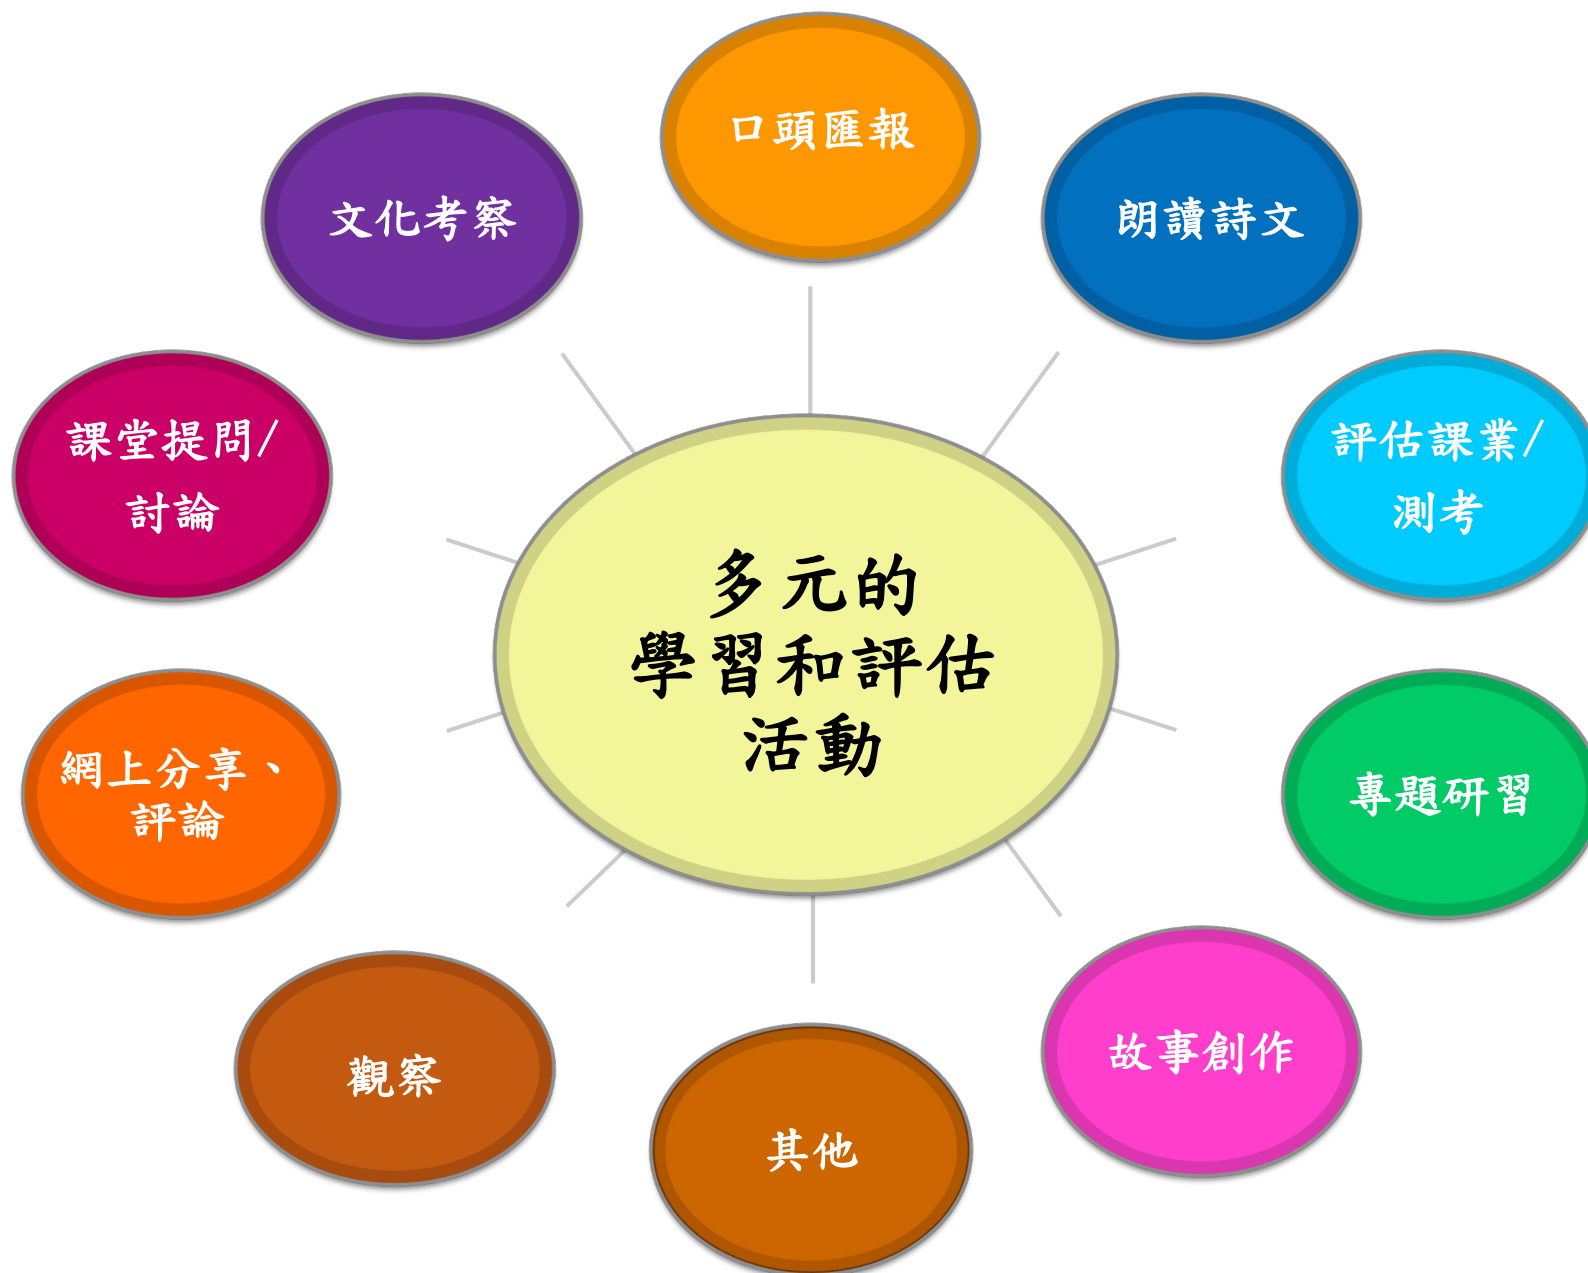 口頭匯報
文化考察
朗讀詩文
課堂提問/
討論
評估課業/
測考
多元的
學習和評估
活動
網上分享、
評論
專題研習
觀察
故事創作
其他